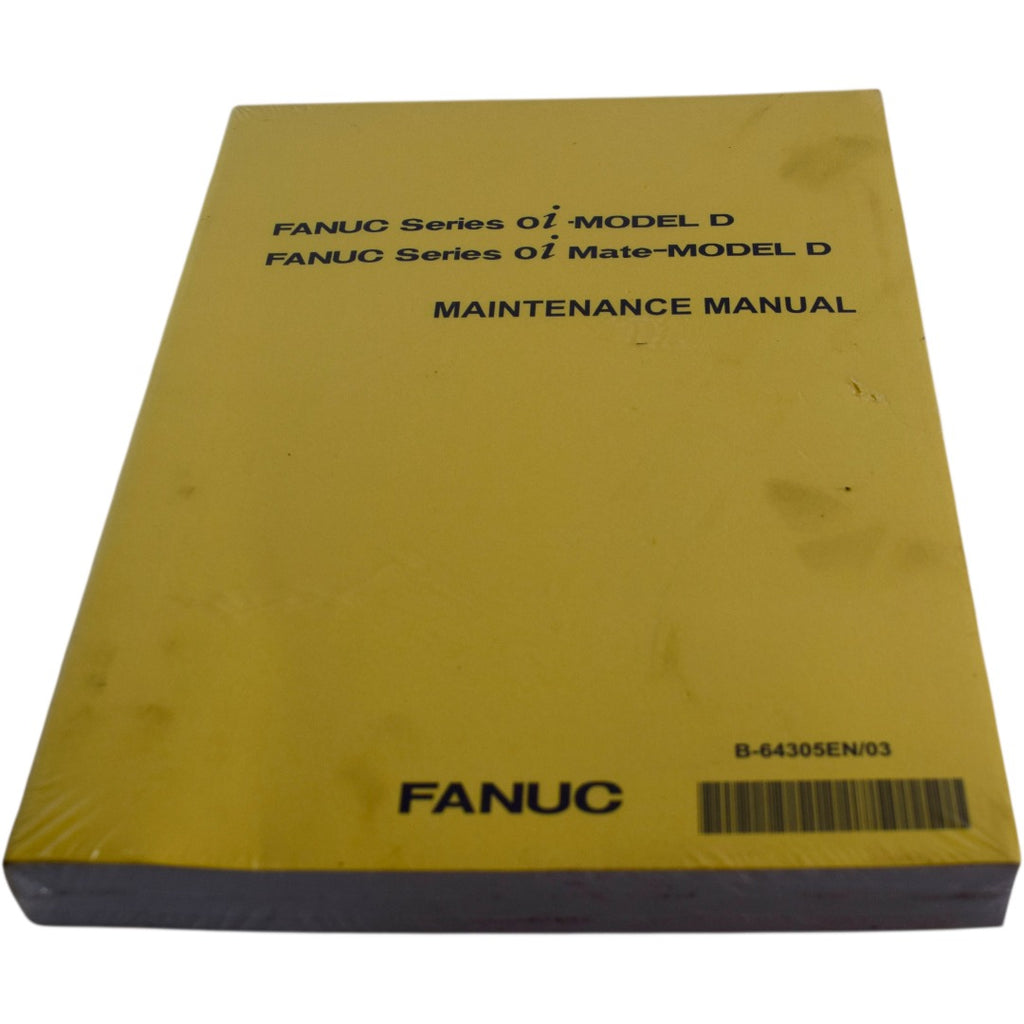 FANUC Series 0i -MODEL D
FANUC Series 0i Mate-MODEL D
MAINTENANCE MANUAL
B-64305EN/03
FANUC